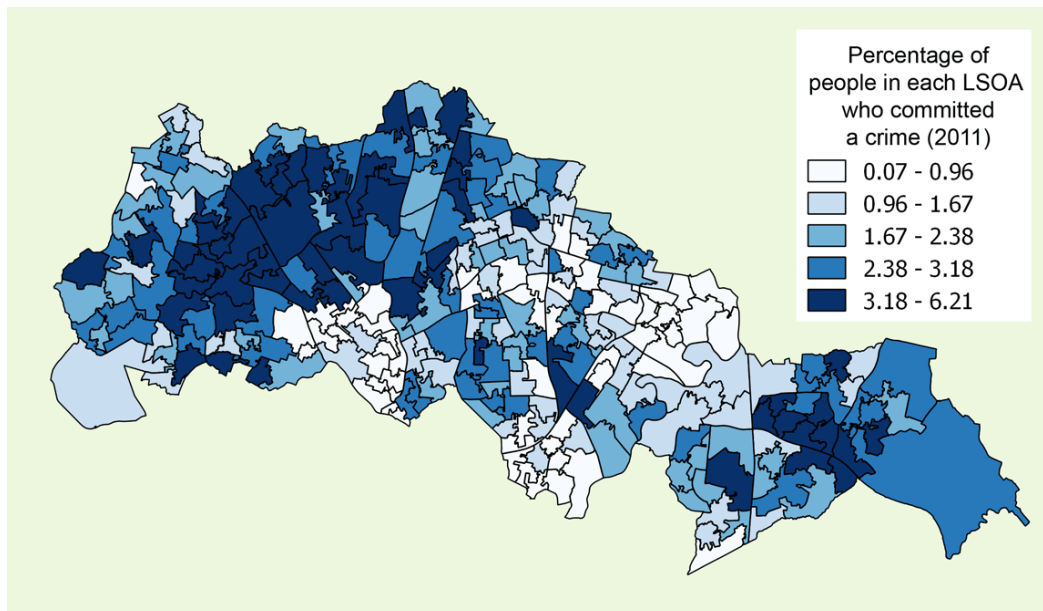 Percentage of
people in each LSOA
who committed
a crime (2011)
0.07 - 0.96
0.96 - 1.67
1.67 - 2.38
2.38 - 3.18
3.18 - 6.21